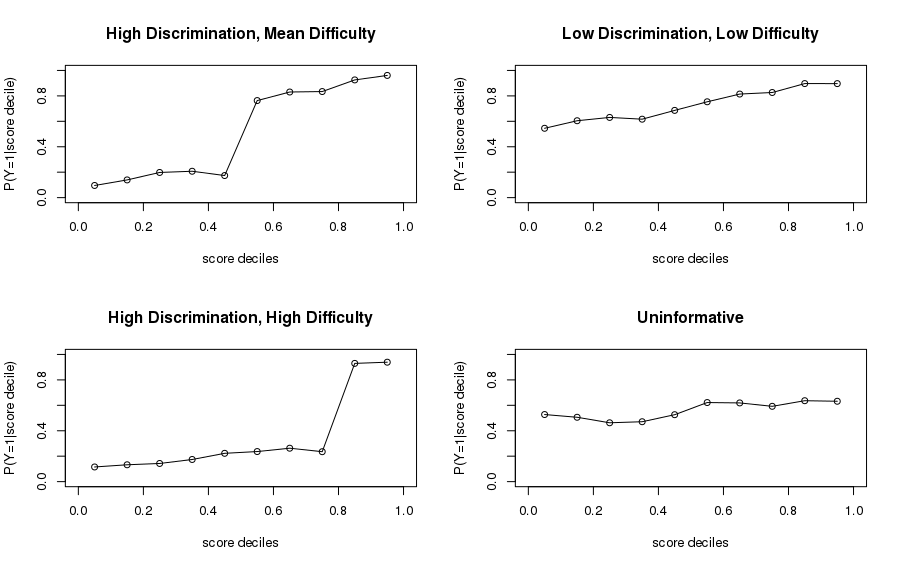 High Discrimination, Mean Difficulty
P(Y=1|score decile)
0.8
0.4
0.0
0.0 0.2 0.4 0.6 0.8 1.0
score deciles
Low Discrimination, Low Difficulty
P(Y=1|score decile)
0.8
0.4
0.0
0.0 0.2 0.4 0.6 0.8 1.0
score deciles
High Discrimination, High Difficulty
P(Y=1|score decile)
0.8
0.4
0.0
0.0 0.2 0.4 0.6 0.8 1.0
score deciles
Uninformative
P(Y=1|score decile)
0.8
0.4
0.0
0.0 0.2 0.4 0.6 0.8 1.0
score deciles